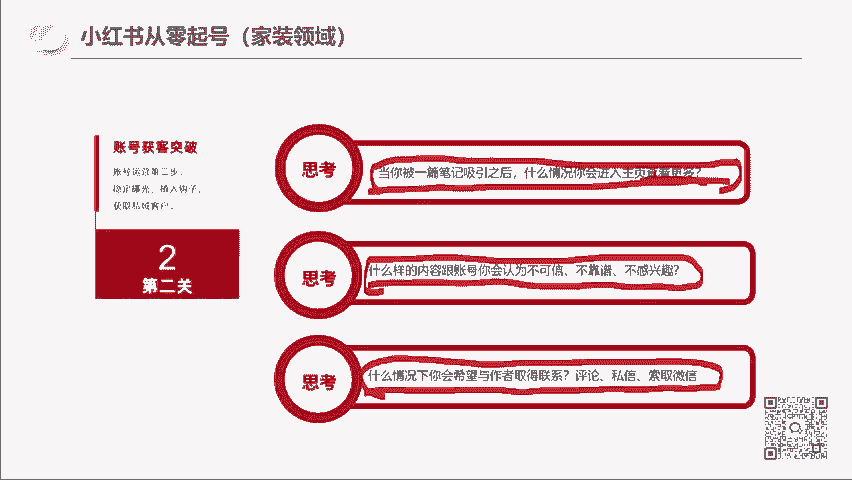 小红书从零起号（家装领域）
账号获客突破
账号运营第二步，
稳定曝光、植入钩子，
获取私域客户。
2
第二关
思考
当你被一篇笔记吸引之后，什么情况你会进入主页查看更多？
思考
什么样的内容跟账号你会认为不可信、不靠谱、不感兴趣？
思考
什么情况下你会希望与作者取得联系？评论、私信、索取微信